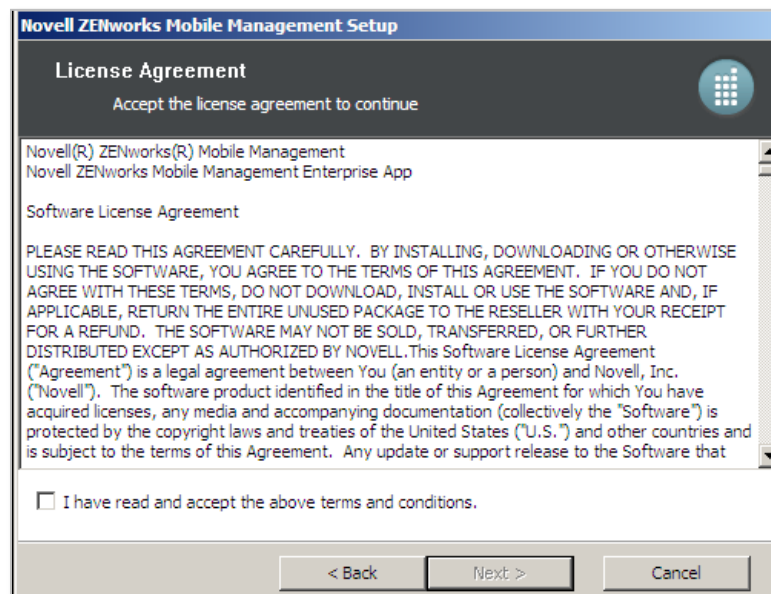 Novell ZENworks Mobile Management Setup
License Agreement
Accept the license agreement to continue
Novell(R) ZENworks(R) Mobile Management
Novell ZENworks Mobile Management Enterprise App
Software License Agreement
PLEASE READ THIS AGREEMENT CAREFULLY.  BY INSTALLING, DOWNLOADING OR OTHERWISE
USING THE SOFTWARE, YOU AGREE TO THE TERMS OF THIS AGREEMENT.  IF YOU DO NOT
AGREE WITH THESE TERMS, DO NOT DOWNLOAD, INSTALL OR USE THE SOFTWARE AND, IF
APPLICABLE, RETURN THE ENTIRE UNUSED PACKAGE TO THE RESELLER WITH YOUR RECEIPT
FOR A REFUND.  THE SOFTWARE MAY NOT BE SOLD, TRANSFERRED, OR FURTHER
DISTRIBUTED EXCEPT AS AUTHORIZED BY NOVELL.This Software License Agreement
("Agreement") is a legal agreement between You (an entity or a person) and Novell, Inc.
("Novell").  The software product identified in the title of this Agreement for which You have
acquired licenses, any media and accompanying documentation (collectively the "Software") is
protected by the copyright laws and treaties of the United States ("U.S.") and other countries and
is subject to the terms of this Agreement.  Any update or support release to the Software that
I have read and accept the above terms and conditions.
< Back
Next >
Cancel